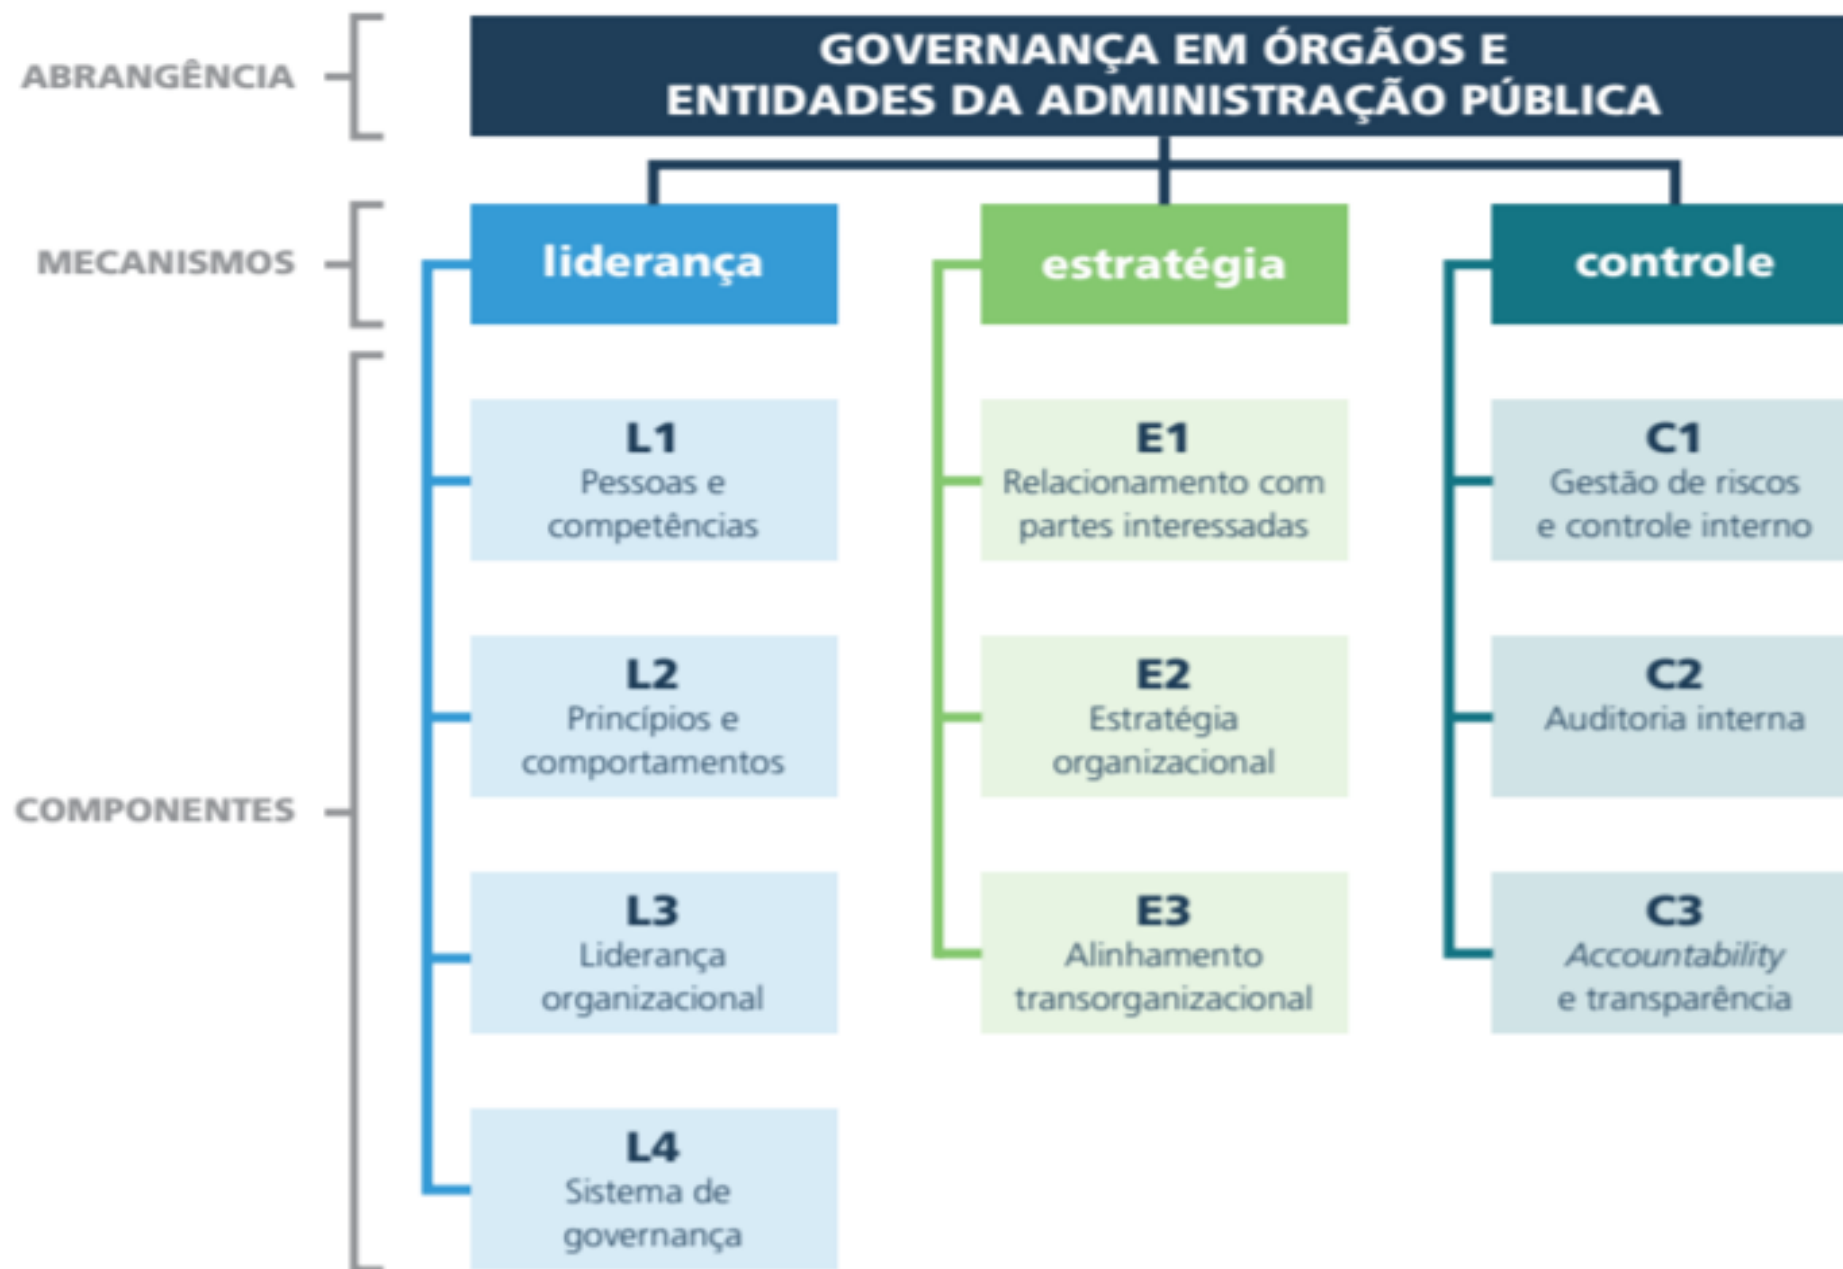 ABRANGÊNCIA
GOVERNANÇA EM ÓRGÃOS E
ENTIDADES DA ADMINISTRAÇÃO PÚBLICA
MECANISMOS
liderança
estratégia
controle
COMPONENTES
L1
Pessoas e
competências
L2
Princípios e
comportamentos
L3
Liderança
organizacional
L4
Sistema de
governança
E1
Relacionamento com
partes interessadas
E2
Estratégia
organizacional
E3
Alinhamento
transorganizacional
C1
Gestão de riscos
e controle interno
C2
Auditoria interna
C3
Accountability
e transparência